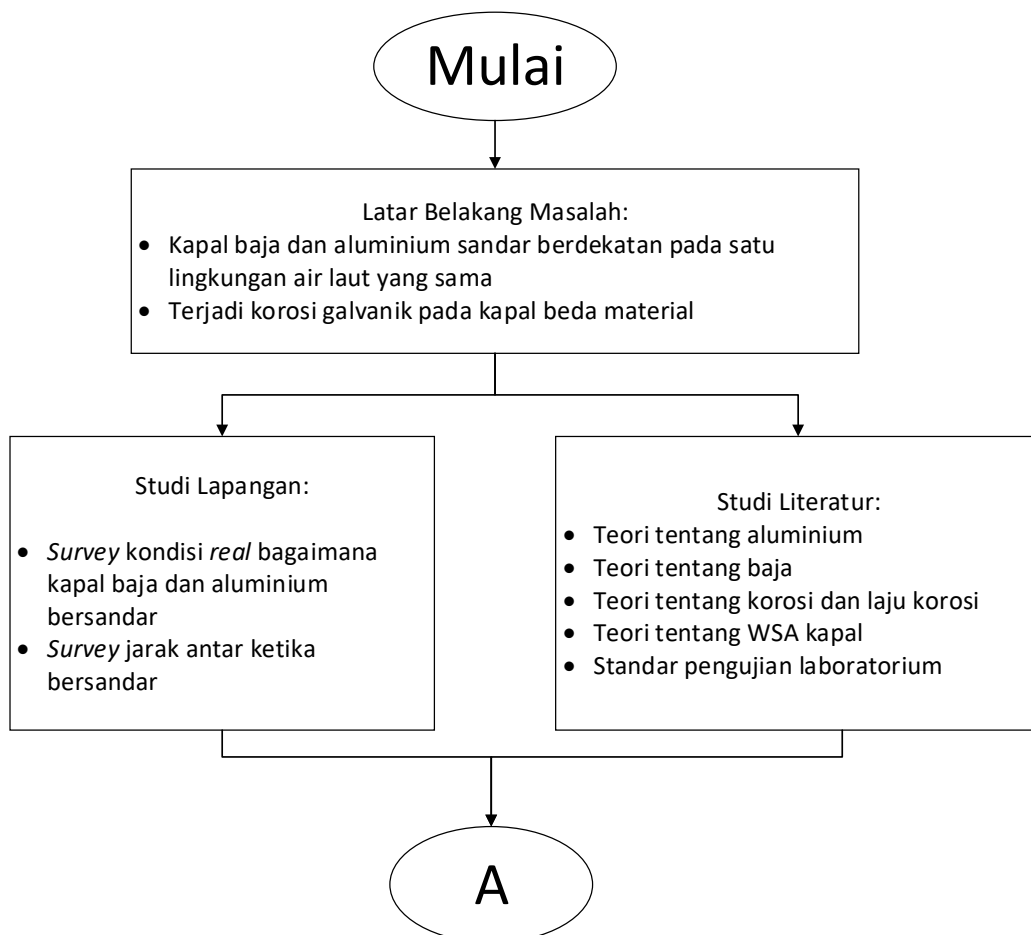 Mulai
Latar Belakang Masalah:
• Kapal baja dan aluminium sandar berdekatan pada satu
lingkungan air laut yang sama
• Terjadi korosi galvanik pada kapal beda material
Studi Lapangan:
• Survey kondisi real bagaimana
kapal baja dan aluminium
bersandar
• Survey jarak antar ketika
bersandar
Studi Literatur:
• Teori tentang aluminium
• Teori tentang baja
• Teori tentang korosi dan laju korosi
• Teori tentang WSA kapal
• Standar pengujian laboratorium
A